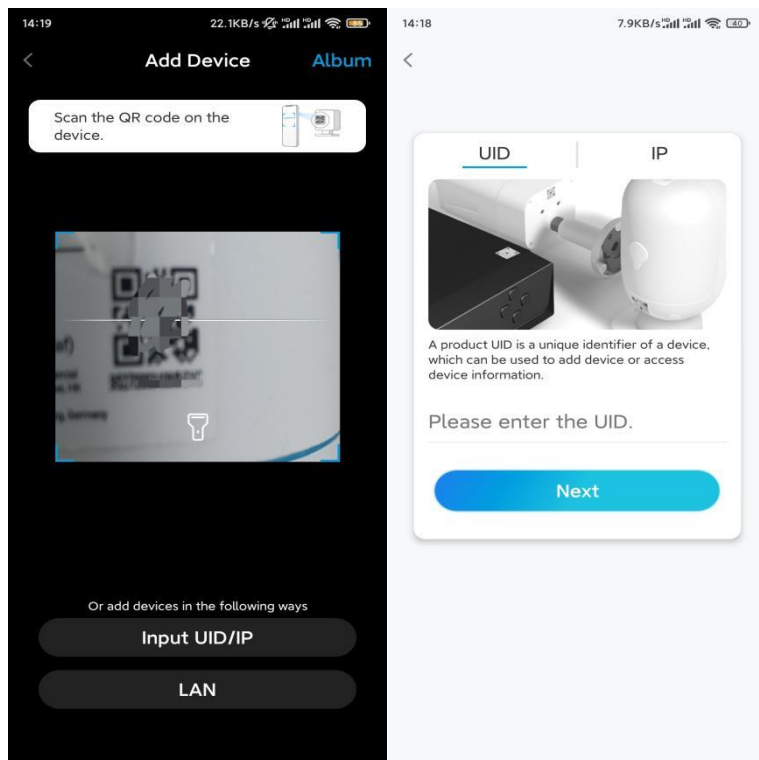 14:19
22.1KB/s
Add Device
Album
Scan the QR code on the
device.
Or add devices in the following
ways
Input UID/IP
LAN
14:18
7.9KB/s
40
UID
IP
A product UID is a unique identifier of a device,
which can be used to add device or access
device information.
Please enter the UID.
Next